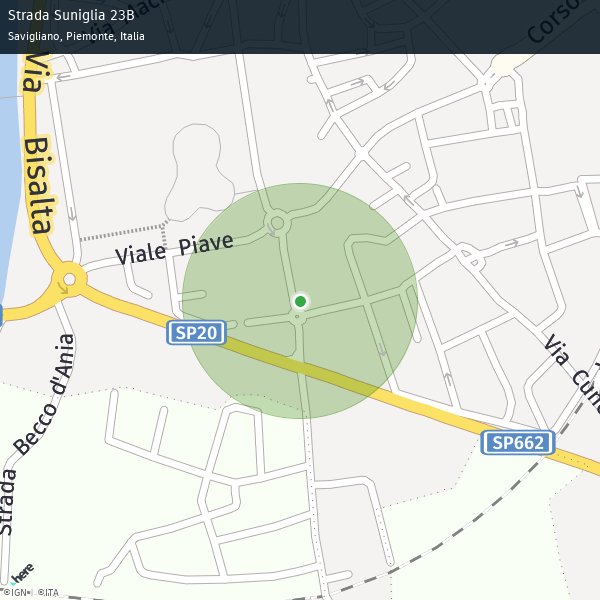 Strada Suniglia 23B
Savigliano, Piemonte, Italia
Corso
Via
Bisalta
Viale Piave
SP20
Strada Becco d'Ania
Via Cun
SP662
here
©IGN | ©ITA